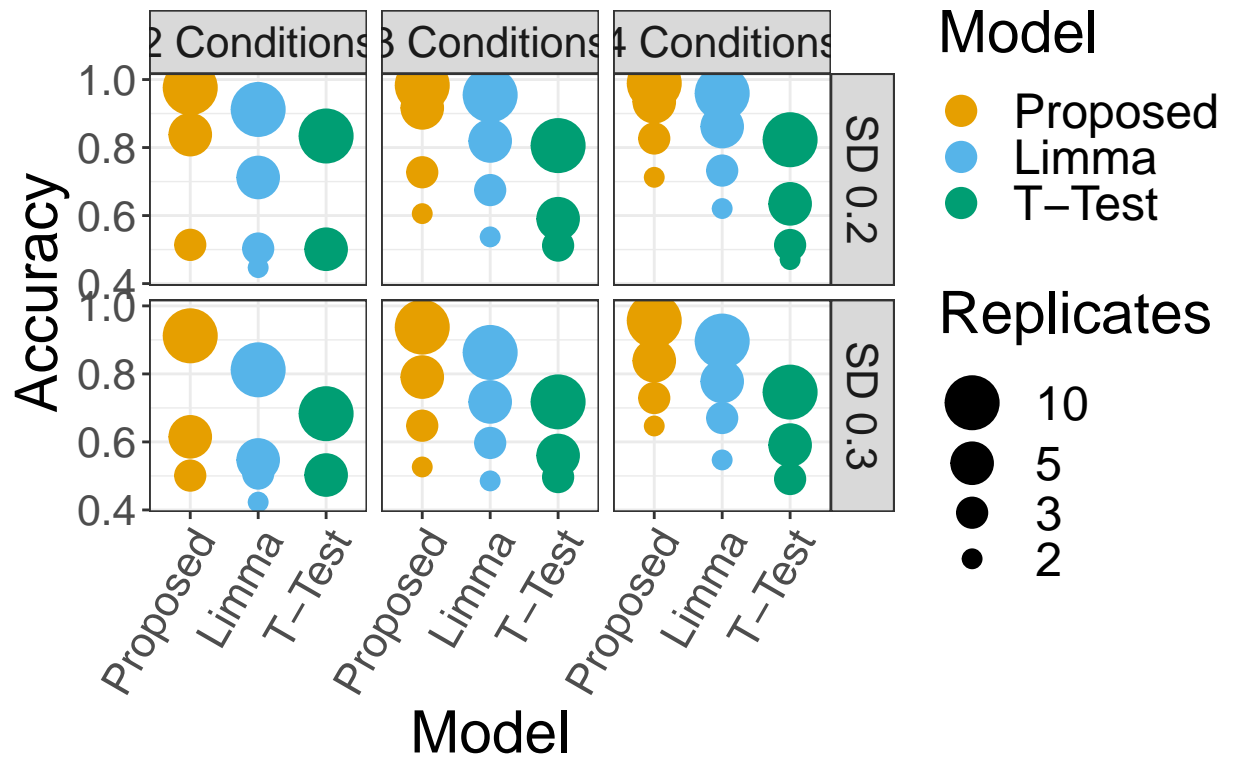 2 Conditions
3 Conditions
4 Conditions
1.0
0.8
0.6
0.4
SD 0.2
1.0
0.8
0.6
0.4
SD 0.3
Accuracy
Proposed
Limma
T−Test
Proposed
Limma
T−Test
Proposed
Limma
T−Test
Model
Model
Proposed
Limma
T−Test
Replicates
10
5
3
2